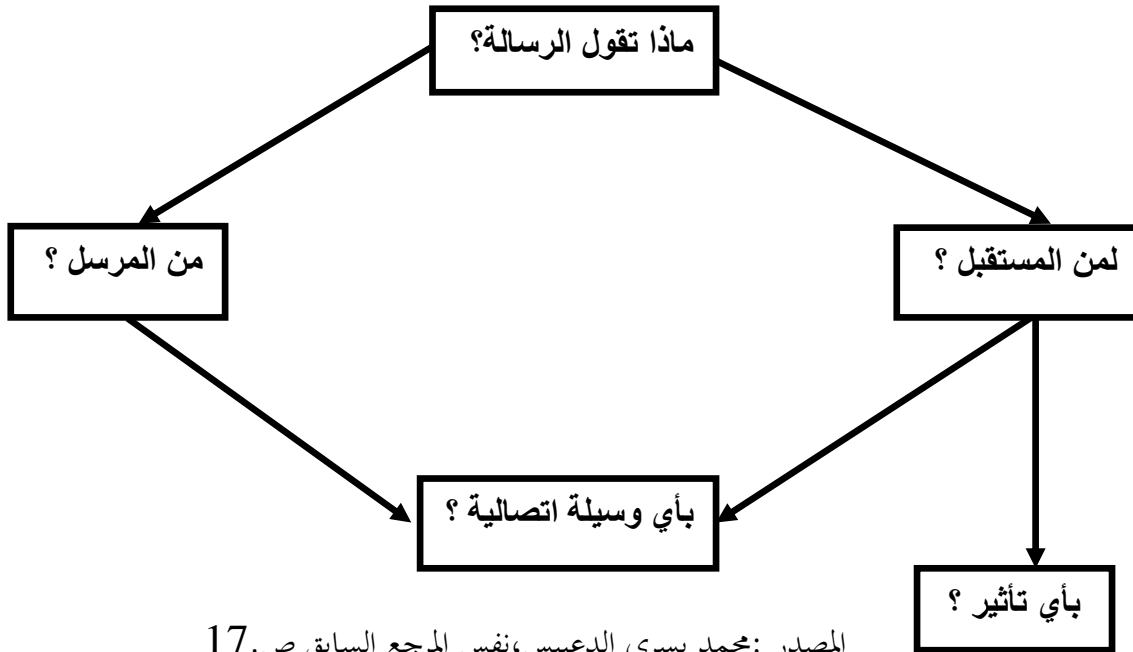 ماذا تقول الرسالة؟
لمن المستقبل ؟
من المرسل ؟
بأي وسيلة اتصالية ؟
بأي تأثير ؟
المصدر :محمد يسري الدعبيس،نفس المرجع السابق ص.17